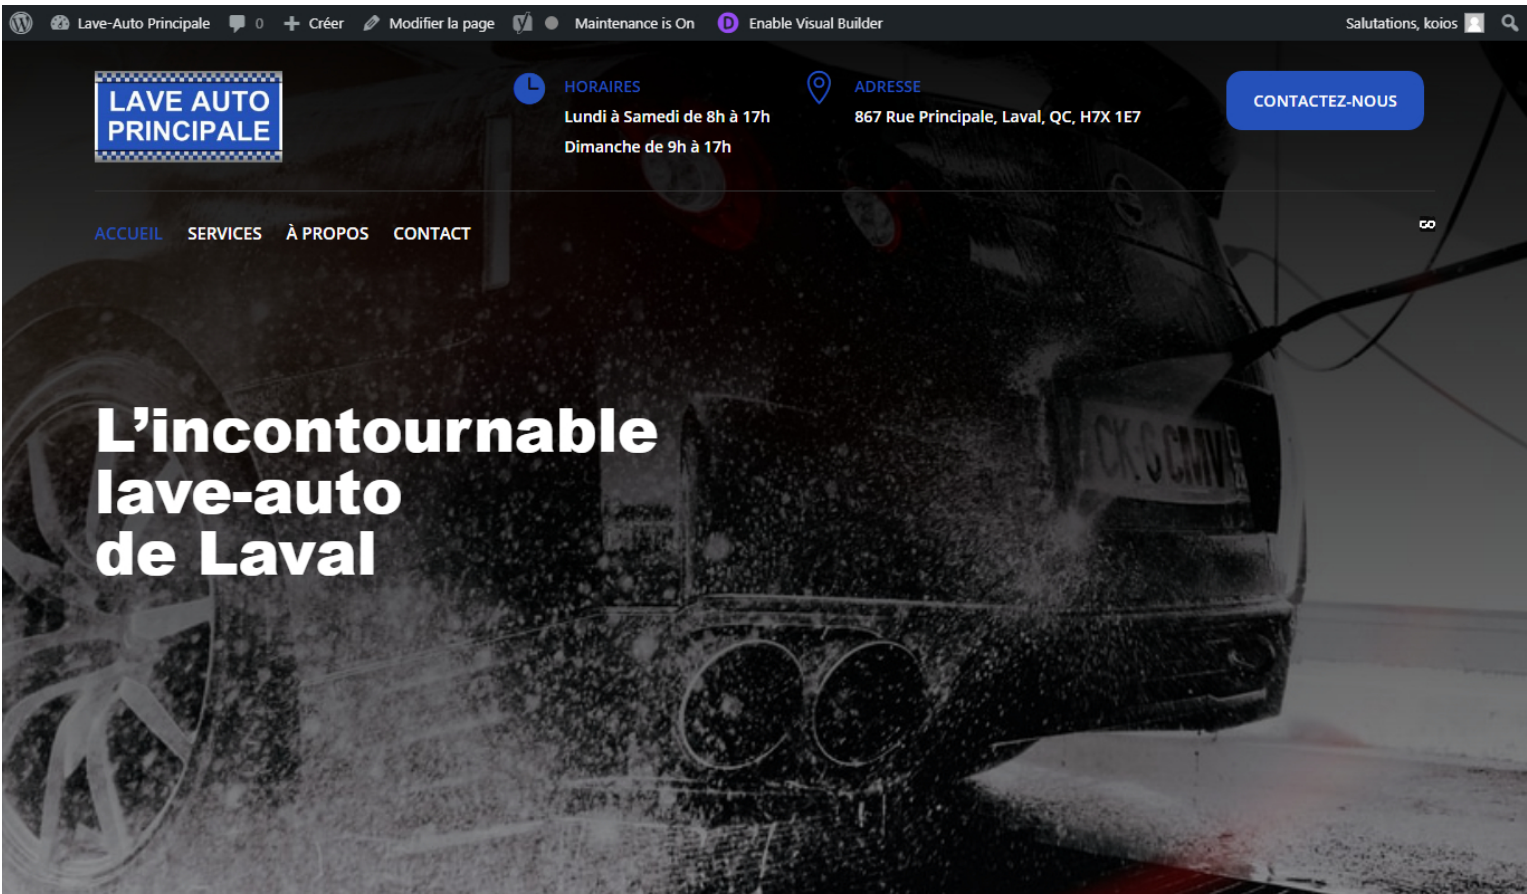 Lave-Auto Principale
0
Créer
Modifier la page
Maintenance is On
D
Enable Visual Builder
Salutations, koios
LAVE AUTO
PRINCIPALE
HORAIRES
Lundi à Samedi de 8h à 17h
Dimanche de 9h à 17h
ADRESSE
867 Rue Principale, Laval, QC, H7X 1E7
CONTACTEZ-NOUS
ACCUEIL
SERVICES
À PROPOS
CONTACT
GO
L’incontournable
lave-auto
de Laval